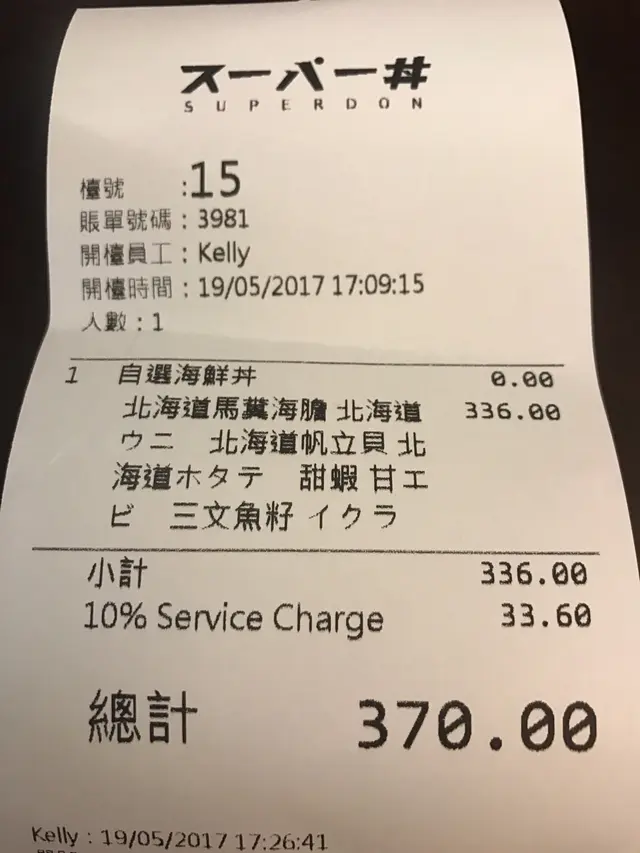 スーパー丼
SUPERDON
檯號 :15
賬單號碼 : 3981
開檯員工 : Kelly
開檯時間 : 19/05/2017 17:09:15
人數 : 1
1 自選海鮮丼 0.00
北海道馬糞海膽 北海道 336.00
ウニ 北海道帆立貝 北
海道ホタテ 甜蝦 甘エ
ビ 三文魚籽 イクラ
小計 336.00
10% Service Charge 33.60
總計 370.00
Kelly : 19/05/2017 17:26:41